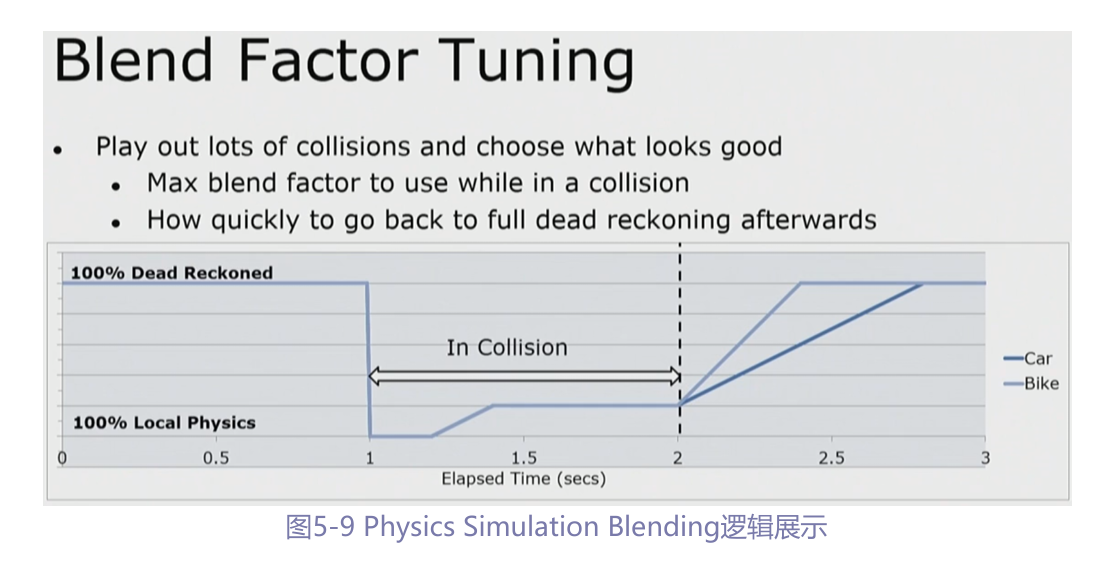 Blend Factor Tuning
• Play out lots of collisions and choose what looks good
• Max blend factor to use while in a collision
• How quickly to go back to full dead reckoning afterwards
100% Dead Reckoned
In Collision
Car
Bike
100% Local Physics
0 0.5 1 1.5 2 2.5 3
Elapsed Time (secs)
图5-9 Physics Simulation Blending逻辑展示